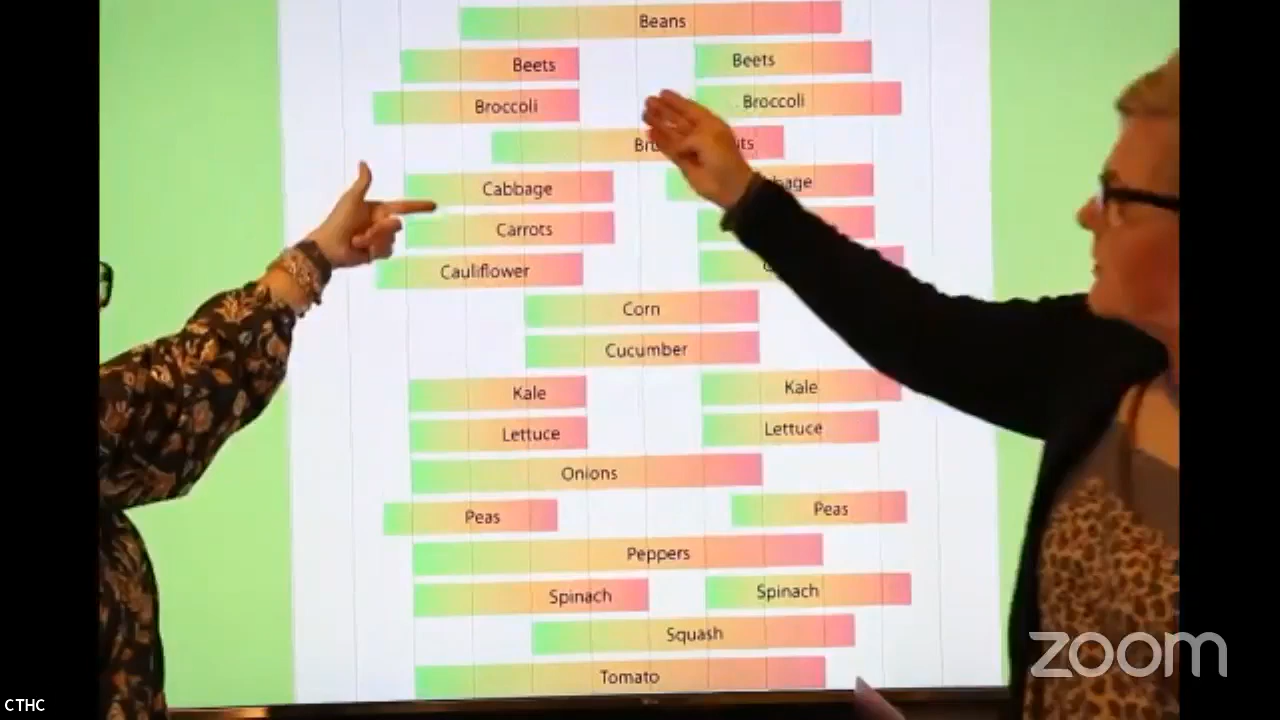 Beans
Beets Beets
Broccoli Broccoli
Cabbage
Carrots
Cauliflower
Corn
Cucumber
Kale Kale
Lettuce Lettuce
Onions
Peas Peas
Peppers
Spinach Spinach
Squash
Tomato
zoom
CTHC